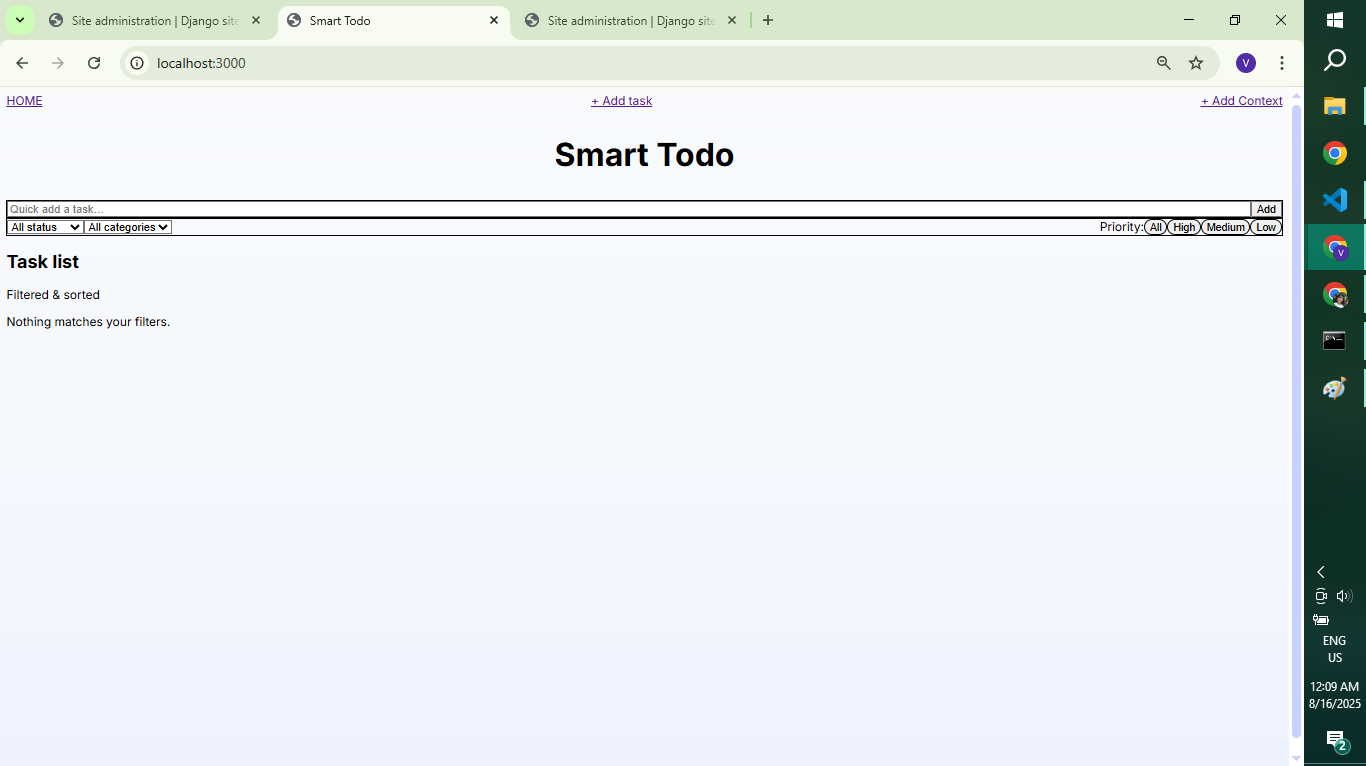 Site administration | Django site
Smart Todo
Site administration | Django site
localhost:3000
V
HOME
+ Add task
+ Add Context
Smart Todo
Quick add a task...
Add
All status
All categories
Priority: All High Medium Low
Task list
Filtered & sorted
Nothing matches your filters.
ENG
US
12:09 AM
8/16/2025
2